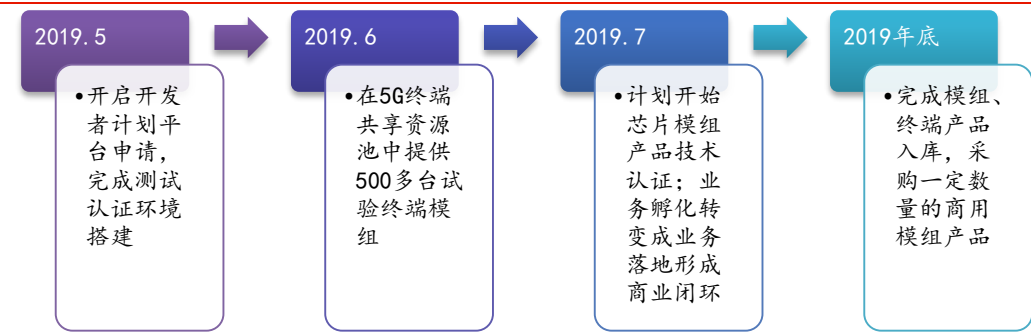 2019.5
•开启开发
者计划平
台申请，
完成测试
认证环境
搭建
2019.6
•在5G终端
共享资源
池中提供
500多台试
验终端模
组
2019.7
•计划开始
芯片模组
产品技术
认证；业
务孵化转
变成业务
落地形成
商业闭环
2019年底
•完成模组、
终端产品
入库，采
购一定数
量的商用
模组产品